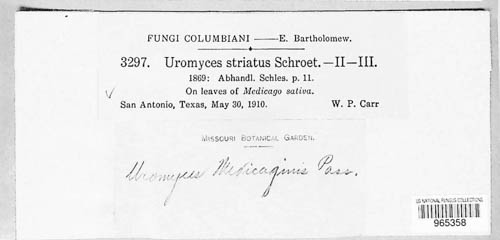 FUNGI COLUMBIANI — E. Bartholomew.
3297. Uromyces striatus Schroet. —II—III.
1869: Abhandl. Schles. p. 11.
On leaves of Medicago sativa.
San Antonio, Texas, May 30, 1910. W. P. Carr
MISSOURI BOTANICAL GARDEN.
Uromyces Medicaginis Pass.
US NATIONAL FUNGUS COLLECTIONS
965358